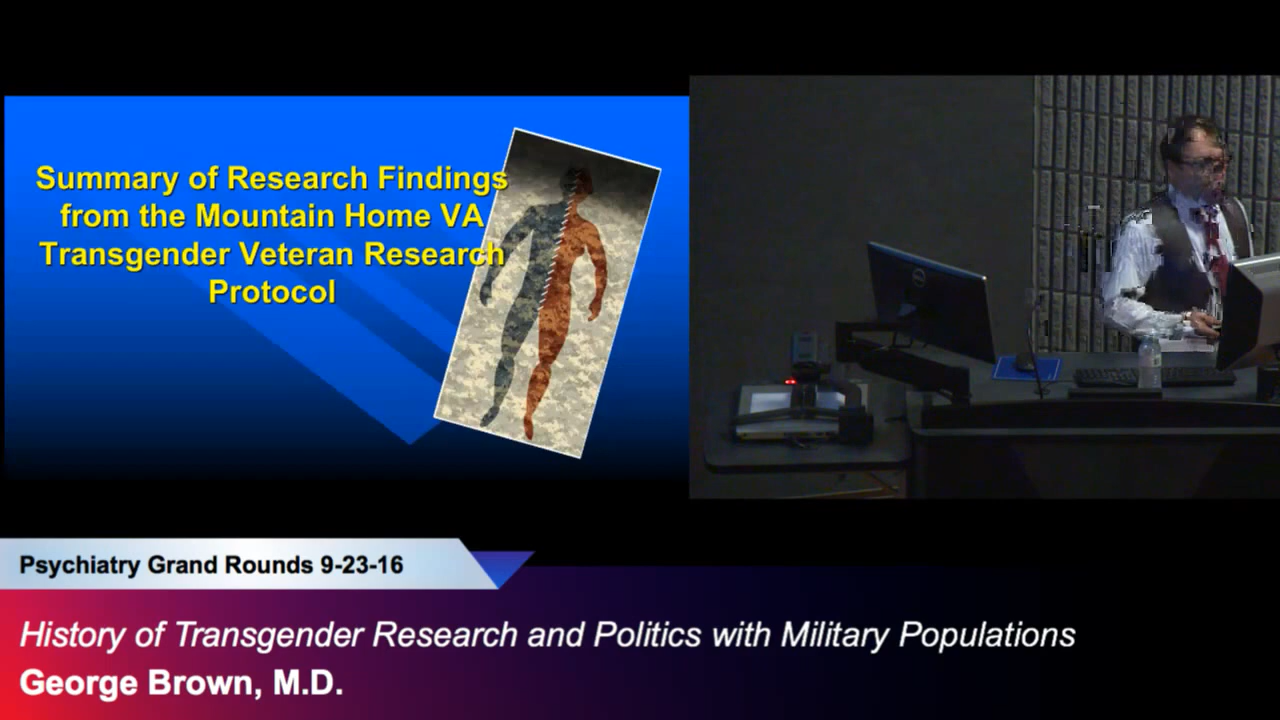 Summary of Research Findings
from the Mountain Home VA
Transgender Veteran Research
Protocol
Psychiatry Grand Rounds 9-23-16
History of Transgender Research and Politics with Military Populations
George Brown, M.D.